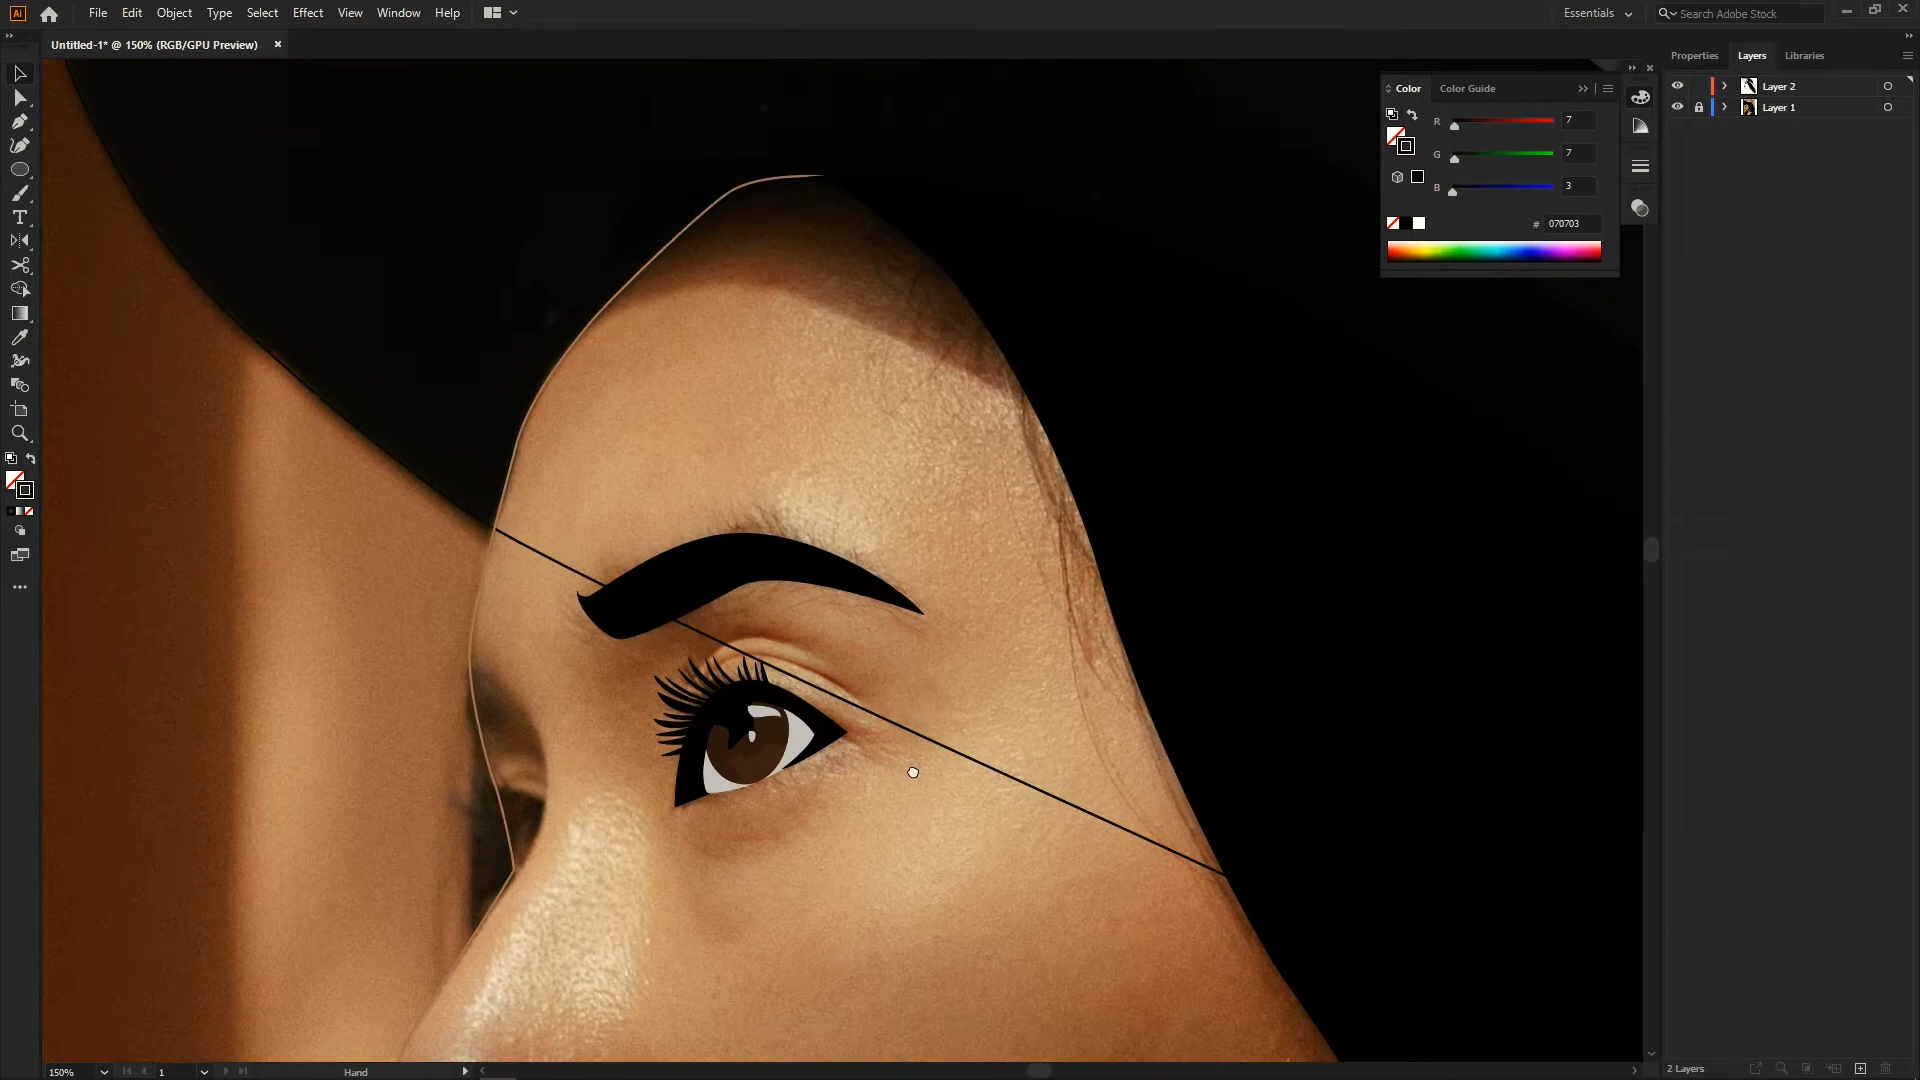 Ai File Edit Object Type Select Effect View Window Help Essentials Search Adobe Stock
Untitled-1* @ 150% (RGB/GPU Preview)
Properties Layers Libraries
Color Color Guide
Layer 2
Layer 1
R 7
G 7
B 3
# 070703
T
150% 1 Hand
2 Layers